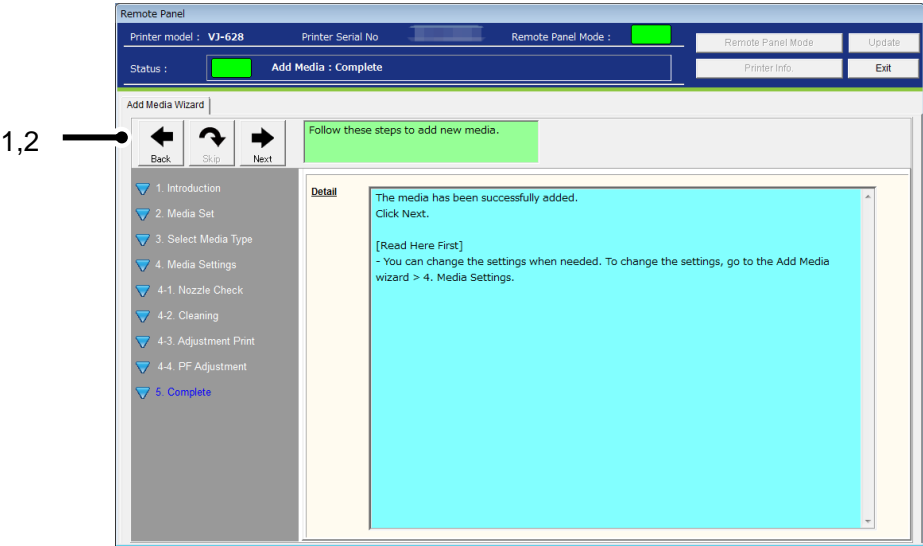 Remote Panel
Printer model : VJ-628 Printer Serial No Remote Panel Mode :
Remote Panel Mode Update
Status : Add Media : Complete
Printer Info. Exit
Add Media Wizard
1,2
Back Skip Next
Follow these steps to add new media.
1. Introduction
2. Media Set
3. Select Media Type
4. Media Settings
4-1. Nozzle Check
4-2. Cleaning
4-3. Adjustment Print
4-4. PF Adjustment
5. Complete
Detail
The media has been successfully added.
Click Next.
[Read Here First]
- You can change the settings when needed. To change the settings, go to the Add Media
wizard > 4. Media Settings.